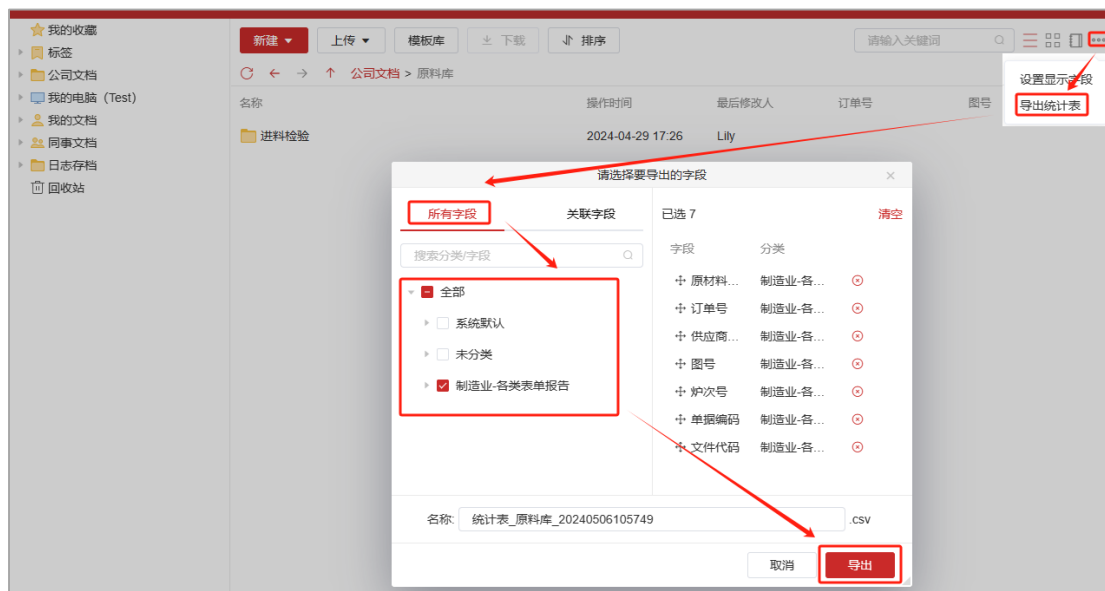 我的收藏
标签
公司文档
我的电脑（Test）
我的文档
同事文档
日志存档
回收站
新建 上传 模板库 下载 排序 请输入关键词
公司文档 > 原料库
设置显示字段
导出统计表
名称 操作时间 最后修改人 订单号 图号
进料检验 2024-04-29 17:26 Lily
请选择要导出的字段
所有字段 关联字段 已选 7 清空
搜索分类/字段
字段 分类
全部
系统默认
未分类
制造业-各类表单报告
原材料... 制造业-各...
订单号 制造业-各...
供应商... 制造业-各...
图号 制造业-各...
炉次号 制造业-各...
单据编码 制造业-各...
文件代码 制造业-各...
名称: 统计表_原料库_20240506105749 .csv
取消 导出